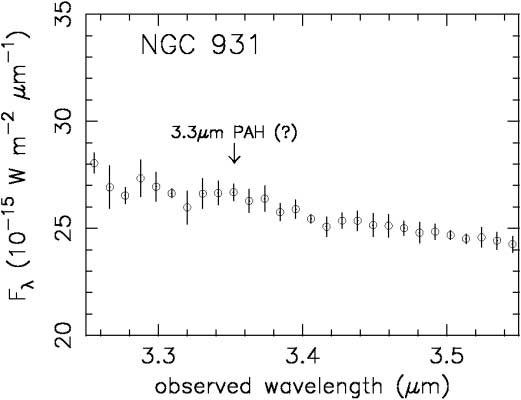 35
NGC 931
30
3.3μm PAH (?)
25
20
F_λ (10^−15 W m^−2 μm^−1)
3.3 3.4 3.5
observed wavelength (μm)